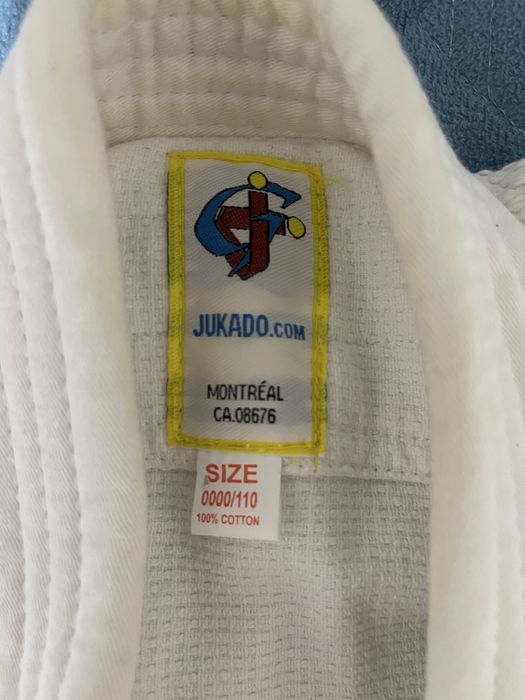 JUKADO.COM
MONTRÉAL
CA.08676
SIZE
0000/110
100% COTTON